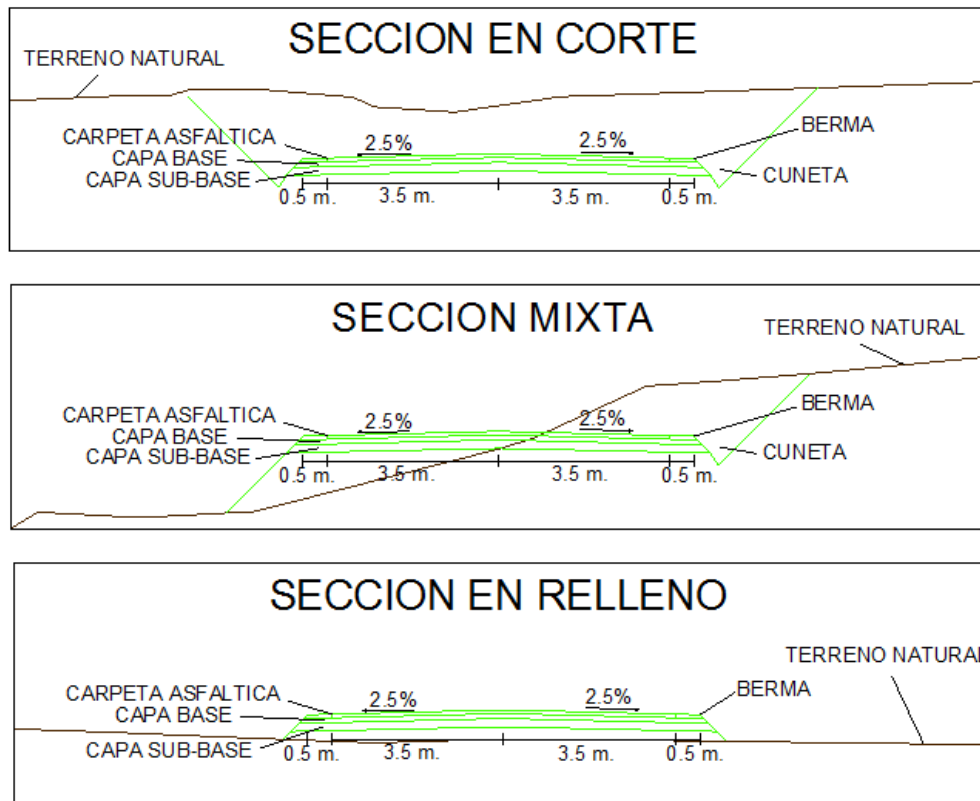 SECCION EN CORTE
TERRENO NATURAL
CARPETA ASFALTICA
CAPA BASE
CAPA SUB-BASE
2.5%
2.5%
BERMA
CUNETA
0.5 m.
3.5 m.
3.5 m.
0.5 m.
SECCION MIXTA
TERRENO NATURAL
CARPETA ASFALTICA
CAPA BASE
CAPA SUB-BASE
2.5%
2.5%
BERMA
CUNETA
0.5 m.
3.5 m.
3.5 m.
0.5 m.
SECCION EN RELLENO
TERRENO NATURAL
CARPETA ASFALTICA
CAPA BASE
CAPA SUB-BASE
2.5%
2.5%
BERMA
0.5 m.
3.5 m.
3.5 m.
0.5 m.